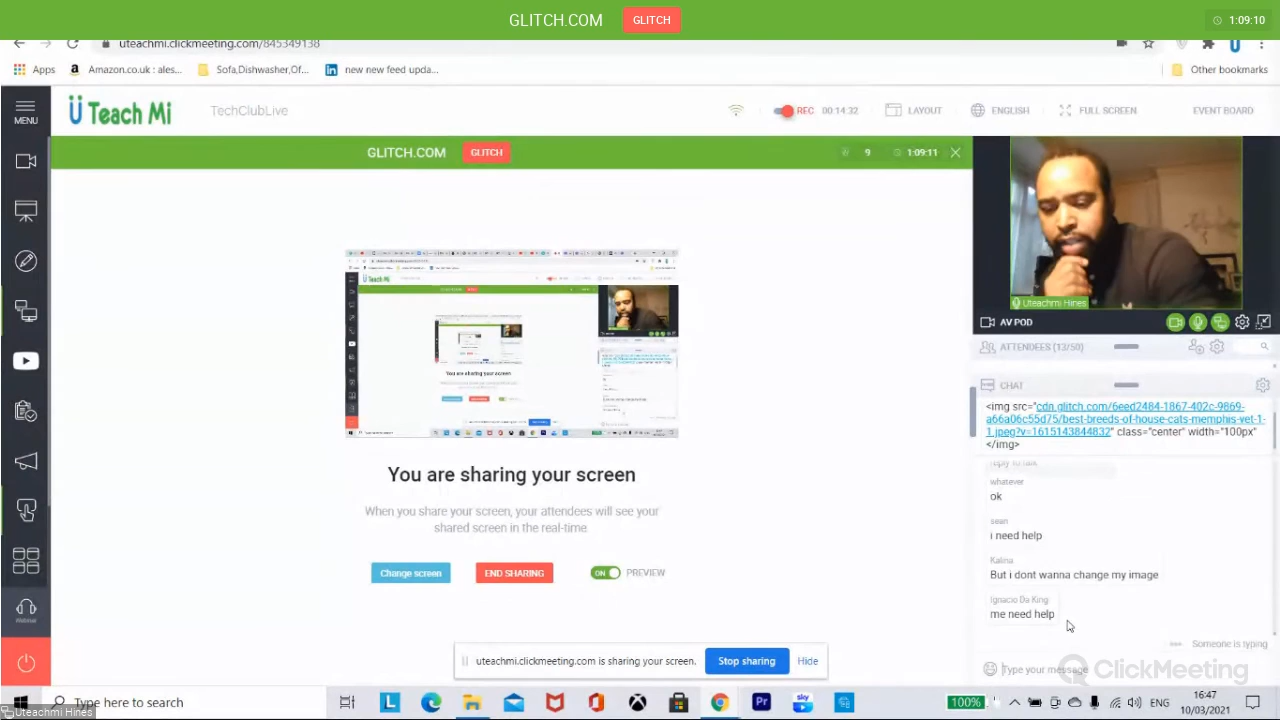 GLITCH.COM GLITCH 1:09:10
uteachmi.clickmeeting.com/845349138
Apps Amazon.co.uk : ales... Sofa,Dishwasher,Of... new new feed upda... Other bookmarks
MENU Ü Teach Mi TechClubLive REC 00:14:32 LAYOUT ENGLISH FULL SCREEN EVENT BOARD
GLITCH.COM GLITCH 9 1:09:11
Uteachmi Hines
AV POD
ATTENDEES (12/50)
CHAT
<img src="cdn.glitch.com/6eed2484-1867-402c-9869-
a66a06c55d75/best-breeds-of-house-cats-memphis-vet-1-
1.jpeg?v=1615143844832" class="center" width="100px"
</img>
reply to talk
whatever
ok
sean
i need help
Kalina
But i dont wanna change my image
Ignacio Da King
me need help
Someone is typing
Type your message
ClickMeeting
You are sharing your screen
When you share your screen, your attendees will see your
shared screen in the real-time
Change screen END SHARING ON PREVIEW
Webinar
uteachmi.clickmeeting.com is sharing your screen. Stop sharing Hide
Type here to search
100% ENG 16:47
10/03/2021
Uteachmi Hines